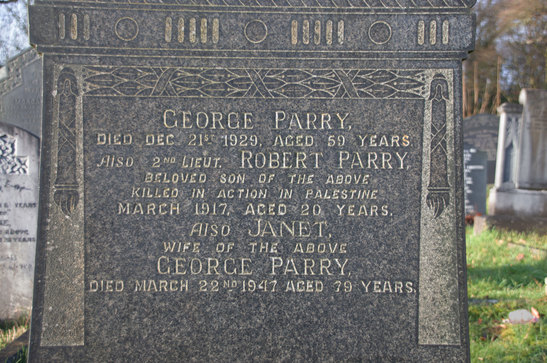 GEORGE PARRY,
DIED DEC 21ST 1929, AGED 59 YEARS
ALSO 2ND LIEUT. ROBERT PARRY,
BELOVED SON OF THE ABOVE
KILLED IN ACTION IN PALESTINE
MARCH 1917, AGED 20 YEARS.
ALSO JANET,
WIFE OF THE ABOVE
GEORGE PARRY,
DIED MARCH 22ND 1947, AGED 79 YEARS.